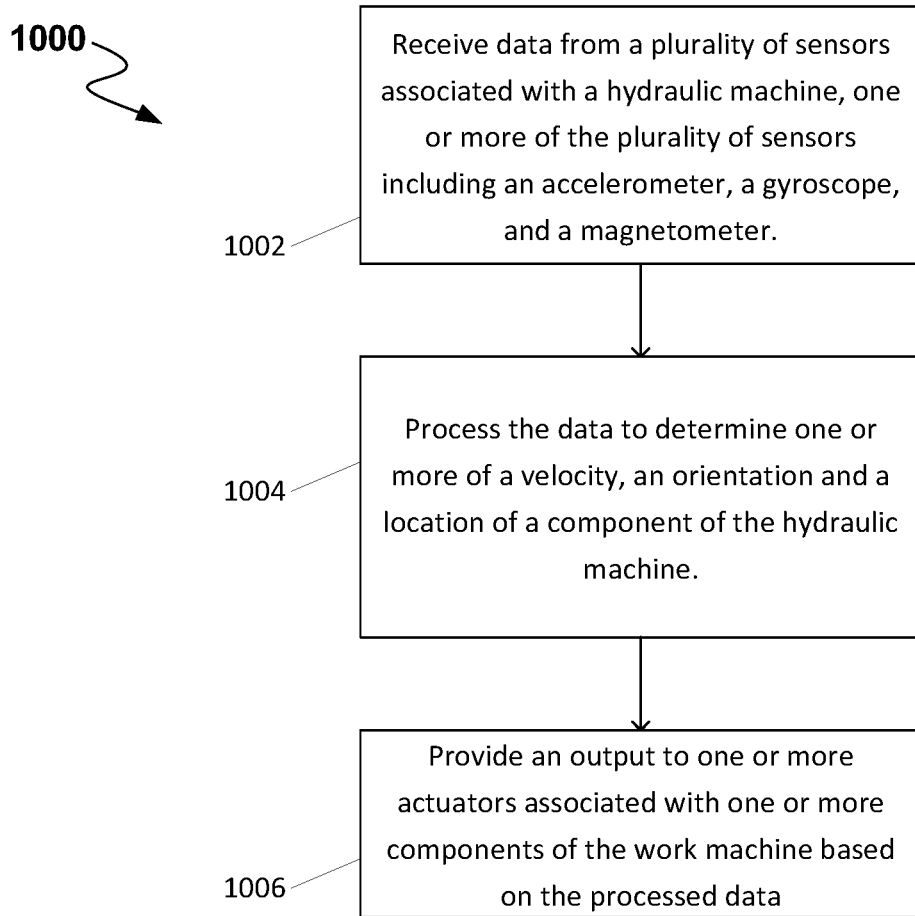 1000
Receive data from a plurality of sensors
associated with a hydraulic machine, one
or more of the plurality of sensors
including an accelerometer, a gyroscope,
and a magnetometer.
1002
Process the data to determine one or
more of a velocity, an orientation and a
location of a component of the hydraulic
machine.
1004
Provide an output to one or more
actuators associated with one or more
components of the work machine based
on the processed data
1006